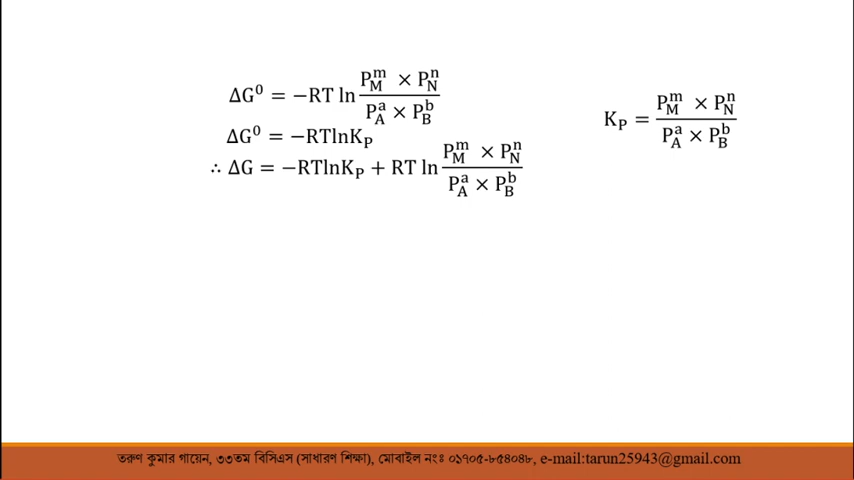 ΔG⁰ = −RT ln (P_M^m × P_N^n)/(P_A^a × P_B^b)
ΔG⁰ = −RTlnK_P
∴ ΔG = −RTlnK_P + RT ln (P_M^m × P_N^n)/(P_A^a × P_B^b)
K_P = (P_M^m × P_N^n)/(P_A^a × P_B^b)
তরুণ কুমার গায়েন, ৩৩তম বিসিএস (সাধারণ শিক্ষা), মোবাইল নংঃ ০১৭০৫-৮৫৪০৪৮, e-mail:tarun25943@gmail.com